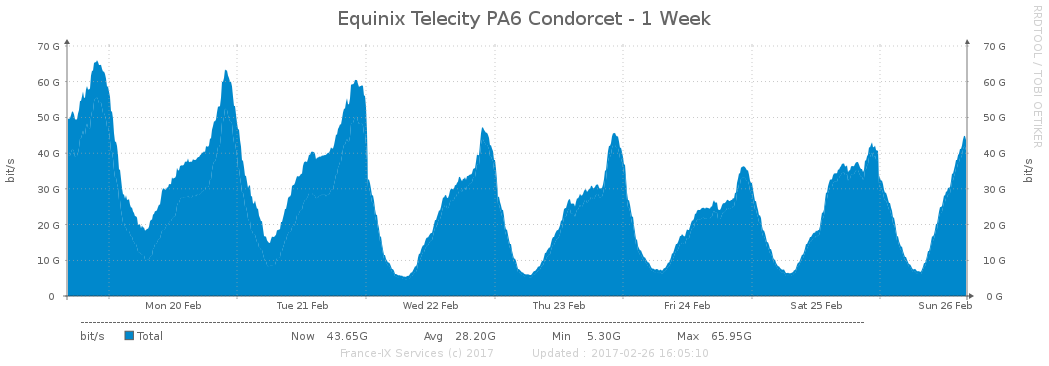 Equinix Telecity PA6 Condorcet - 1 Week
RRDTOOL / TOBI OETIKER
bit/s
bit/s
70 G 70 G
60 G 60 G
50 G 50 G
40 G 40 G
30 G 30 G
20 G 20 G
10 G 10 G
0 0 G
Mon 20 Feb Tue 21 Feb Wed 22 Feb Thu 23 Feb Fri 24 Feb Sat 25 Feb Sun 26 Feb
bit/s Total Now 43.65G Avg 28.20G Min 5.30G Max 65.95G
France-IX Services (c) 2017 Updated : 2017-02-26 16:05:10